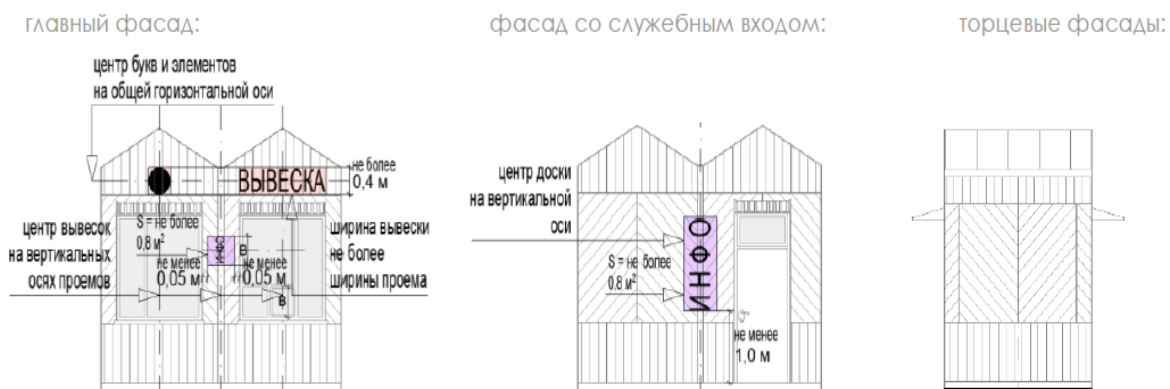 главный фасад:
фасад со служебным входом:
торцевые фасады:
центр букв и элементов
на общей горизонтальной оси
не более
0,4 м
ВЫВЕСКА
центр вывесок
на вертикальных
осях проемов
S = не более
0,8 м²
ИНФО
В
не менее
0,05 м
не менее
0,05 м
В
ширина вывески
не более
ширины проема
центр доски
на вертикальной
оси
S = не более
0.8 м²
ИНФО
не менее
1,0 м